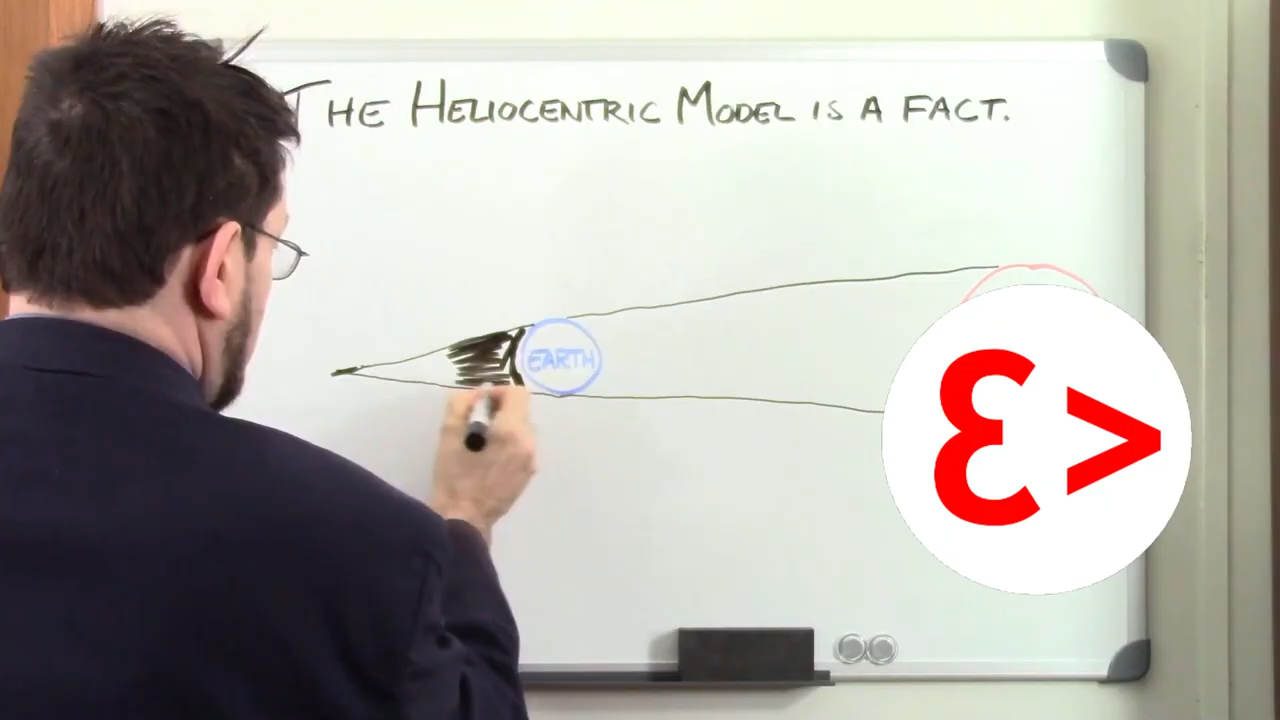 THE HELIOCENTRIC MODEL IS A FACT.
EARTH
ε>